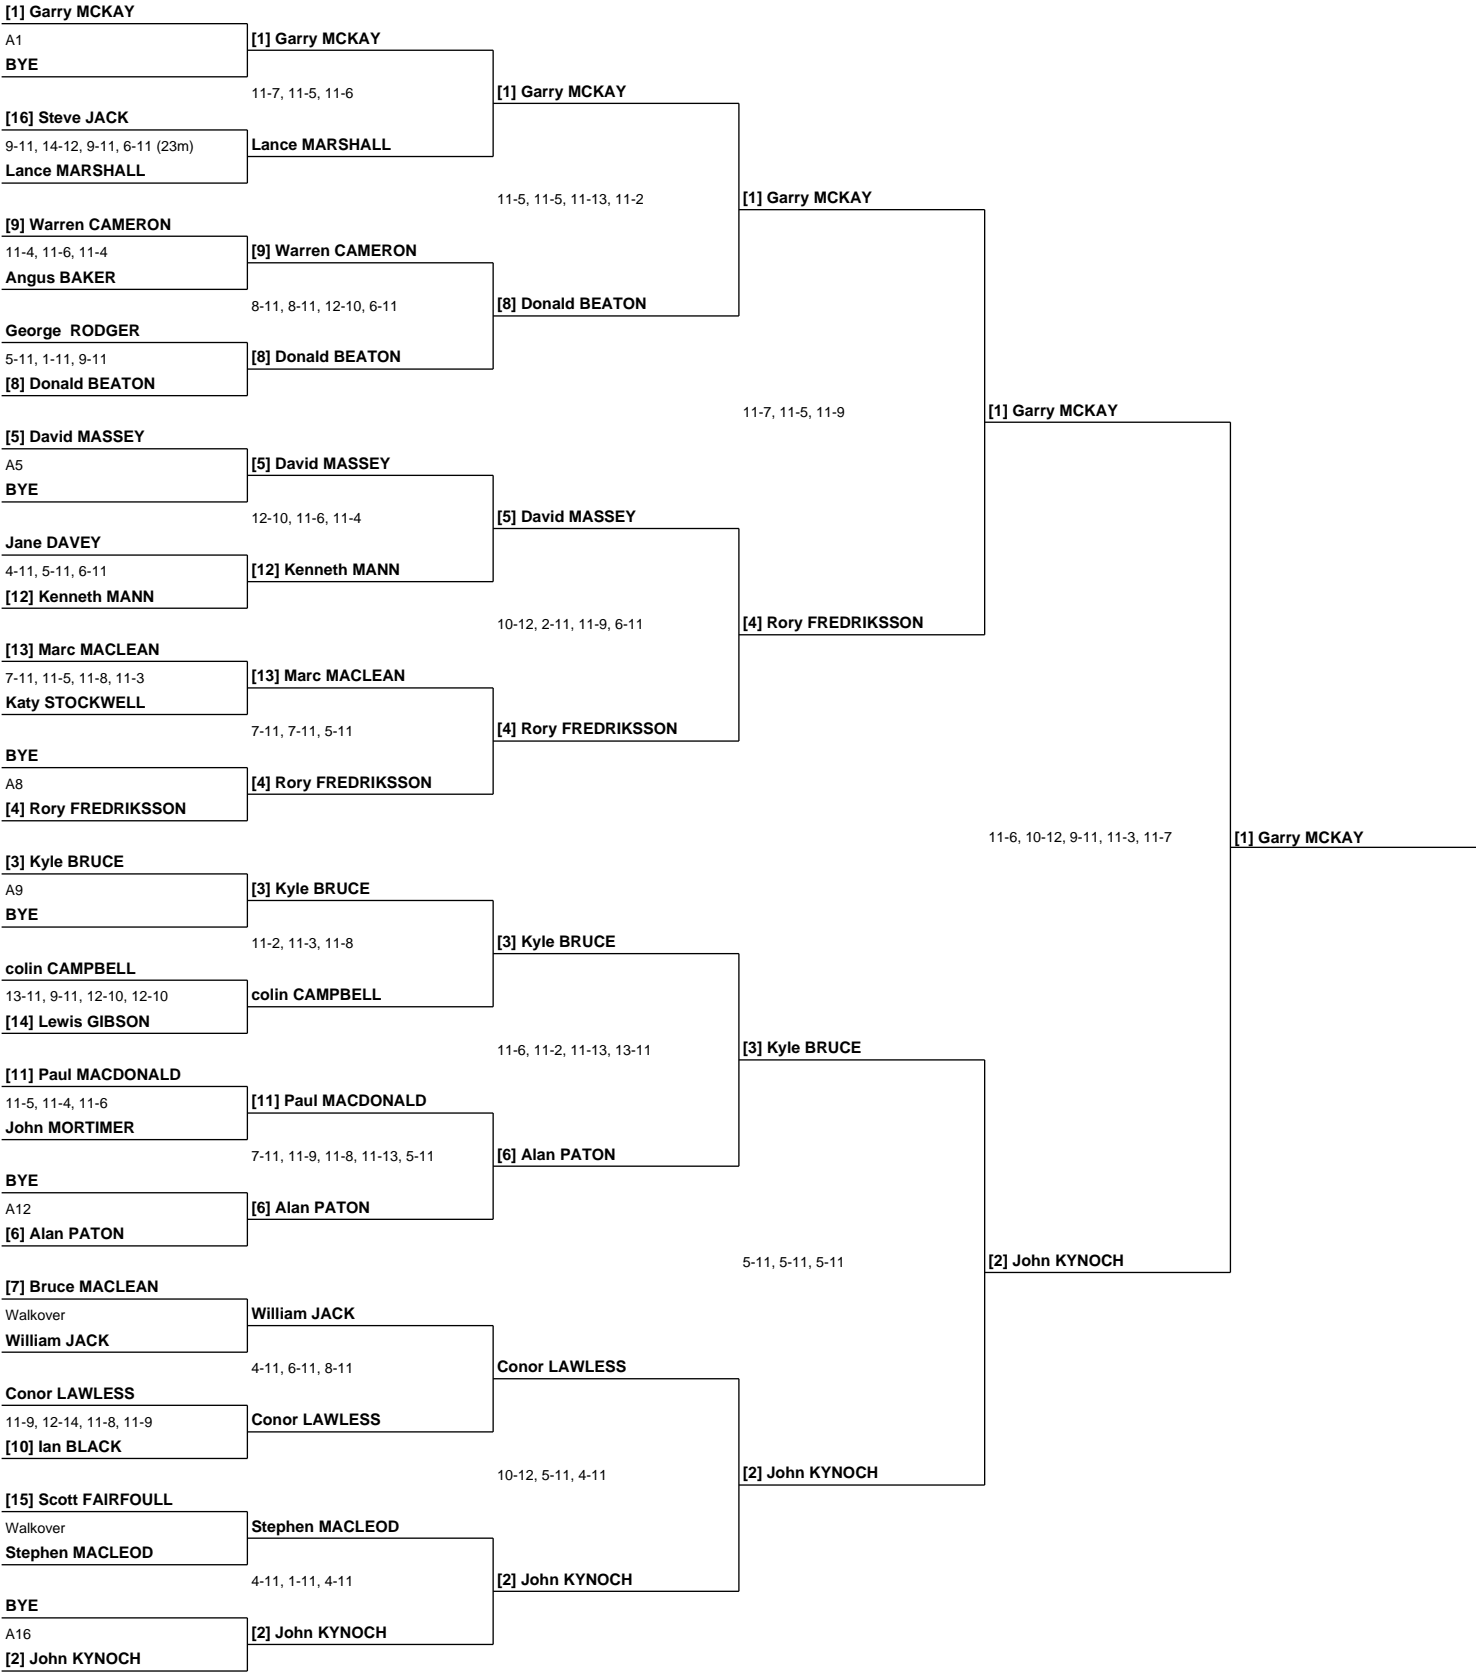 [1] Garry MCKAY
A1
BYE
[16] Steve JACK
9-11, 14-12, 9-11, 6-11 (23m)
Lance MARSHALL
[9] Warren CAMERON
11-4, 11-6, 11-4
Angus BAKER
George  RODGER
5-11, 1-11, 9-11
[8] Donald BEATON
[5] David MASSEY
A5
BYE
Jane DAVEY
4-11, 5-11, 6-11
[12] Kenneth MANN
[13] Marc MACLEAN
7-11, 11-5, 11-8, 11-3
Katy STOCKWELL
BYE
A8
[4] Rory FREDRIKSSON
[3] Kyle BRUCE
A9
BYE
colin CAMPBELL
13-11, 9-11, 12-10, 12-10
[14] Lewis GIBSON
[11] Paul MACDONALD
11-5, 11-4, 11-6
John MORTIMER
BYE
A12
[6] Alan PATON
[7] Bruce MACLEAN
Walkover
William JACK
Conor LAWLESS
11-9, 12-14, 11-8, 11-9
[10] Ian BLACK
[15] Scott FAIRFOULL
Walkover
Stephen MACLEOD
BYE
A16
[2] John KYNOCH
[1] Garry MCKAY
11-7, 11-5, 11-6
Lance MARSHALL
[9] Warren CAMERON
8-11, 8-11, 12-10, 6-11
[8] Donald BEATON
[5] David MASSEY
12-10, 11-6, 11-4
[12] Kenneth MANN
[13] Marc MACLEAN
7-11, 7-11, 5-11
[4] Rory FREDRIKSSON
[3] Kyle BRUCE
11-2, 11-3, 11-8
colin CAMPBELL
[11] Paul MACDONALD
7-11, 11-9, 11-8, 11-13, 5-11
[6] Alan PATON
William JACK
4-11, 6-11, 8-11
Conor LAWLESS
Stephen MACLEOD
4-11, 1-11, 4-11
[2] John KYNOCH
[1] Garry MCKAY
11-5, 11-5, 11-13, 11-2
[8] Donald BEATON
[5] David MASSEY
10-12, 2-11, 11-9, 6-11
[4] Rory FREDRIKSSON
[3] Kyle BRUCE
11-6, 11-2, 11-13, 13-11
[6] Alan PATON
Conor LAWLESS
10-12, 5-11, 4-11
[2] John KYNOCH
[1] Garry MCKAY
11-7, 11-5, 11-9
[4] Rory FREDRIKSSON
[3] Kyle BRUCE
5-11, 5-11, 5-11
[2] John KYNOCH
[1] Garry MCKAY
11-6, 10-12, 9-11, 11-3, 11-7
[2] John KYNOCH
[1] Garry MCKAY